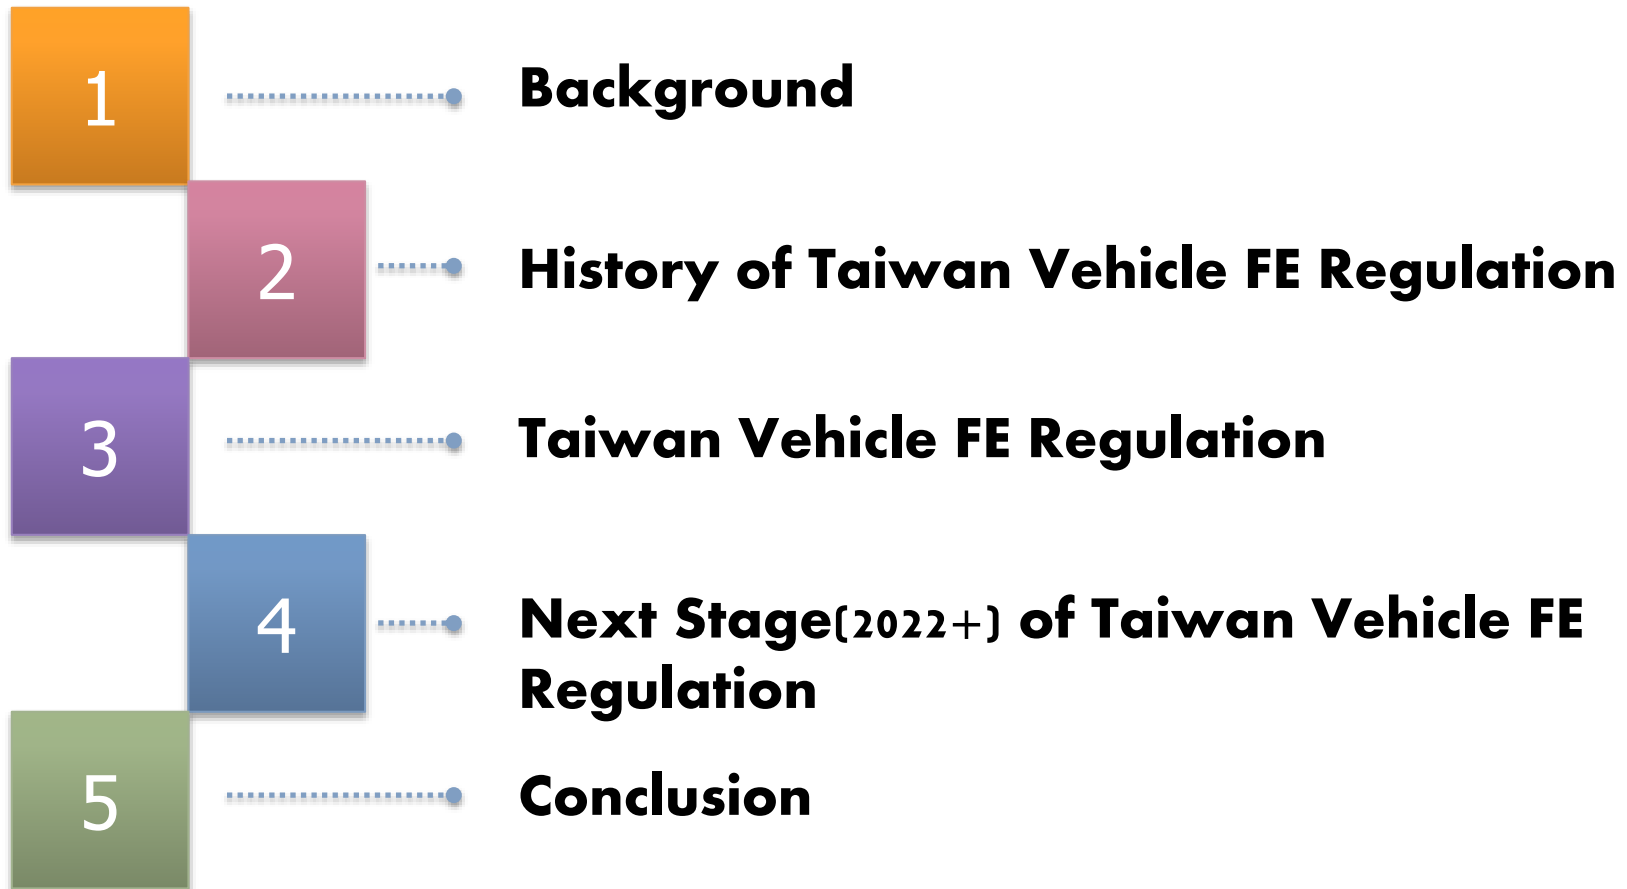 1
Background
2
History of Taiwan Vehicle FE Regulation
3
Taiwan Vehicle FE Regulation
4
Next Stage(2022+) of Taiwan Vehicle FE
Regulation
5
Conclusion